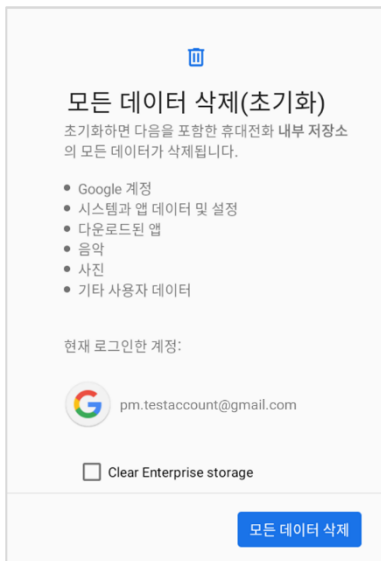 모든 데이터 삭제(초기화)
초기화하면 다음을 포함한 휴대전화 내부 저장소
의 모든 데이터가 삭제됩니다.
● Google 계정
● 시스템과 앱 데이터 및 설정
● 다운로드된 앱
● 음악
● 사진
● 기타 사용자 데이터
현재 로그인한 계정:
pm.testaccount@gmail.com
Clear Enterprise storage
모든 데이터 삭제